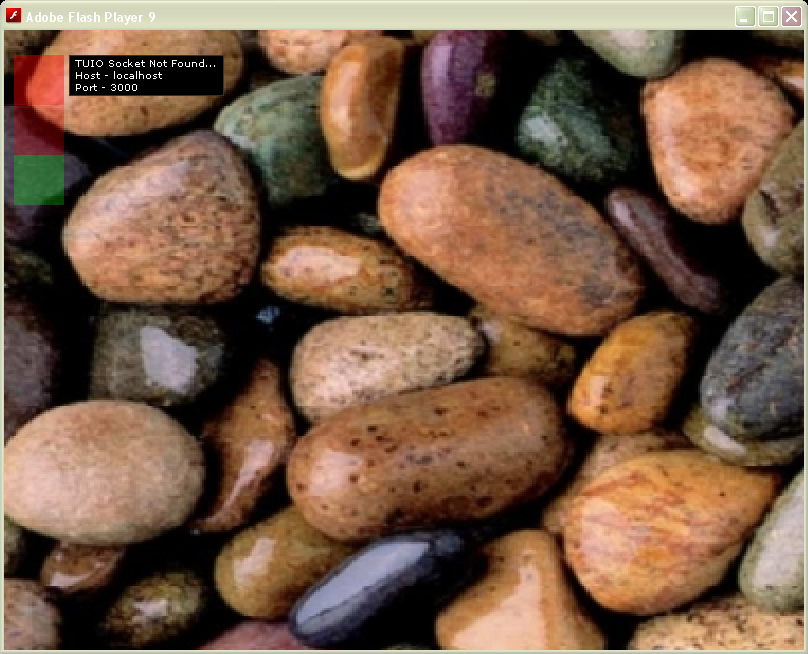 Adobe Flash Player 9
TUIO Socket Not Found...
Host - localhost
Port - 3000